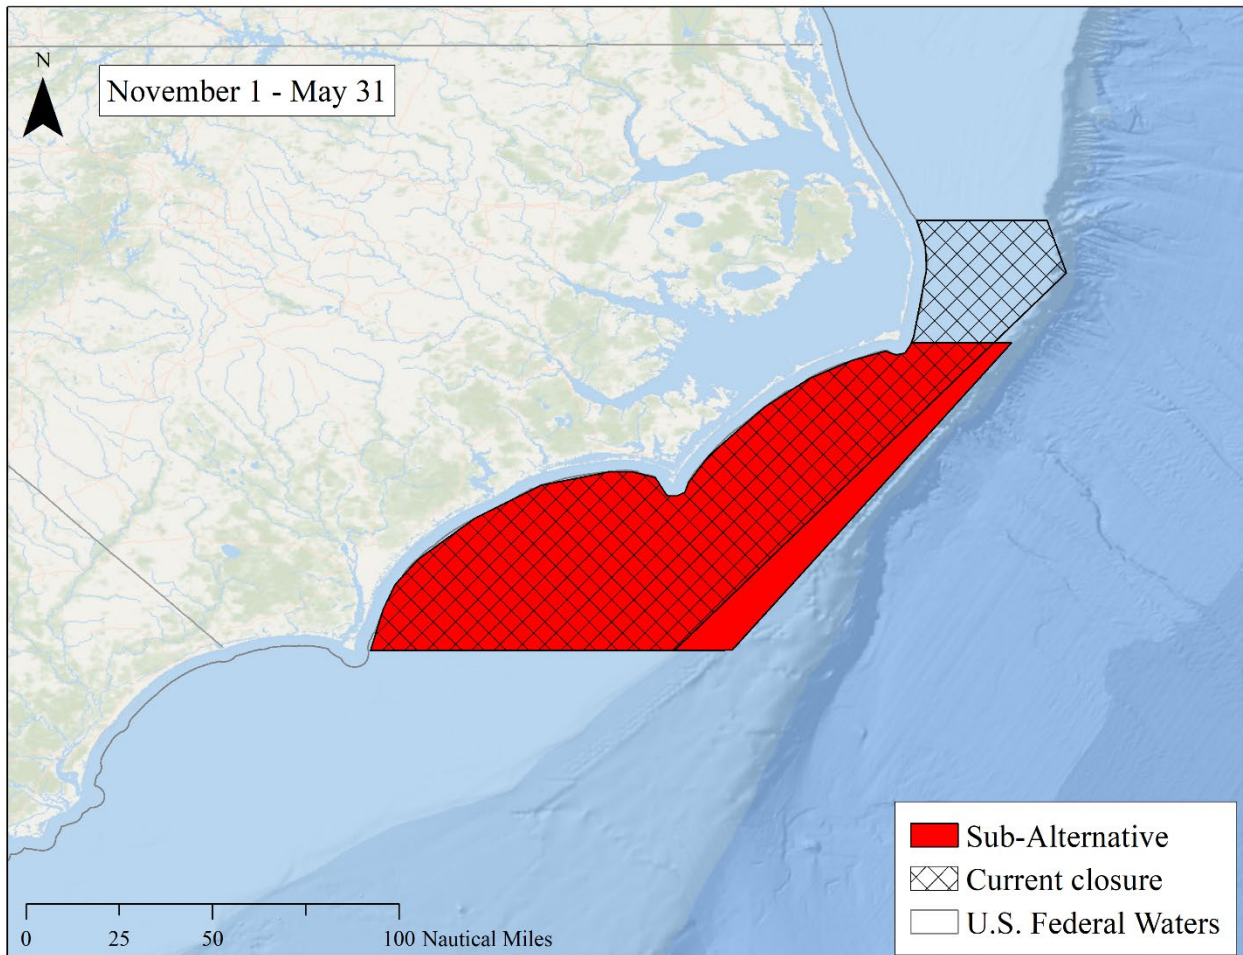 N
November 1 - May 31
Sub-Alternative
Current closure
U.S. Federal Waters
0 25 50 100 Nautical Miles